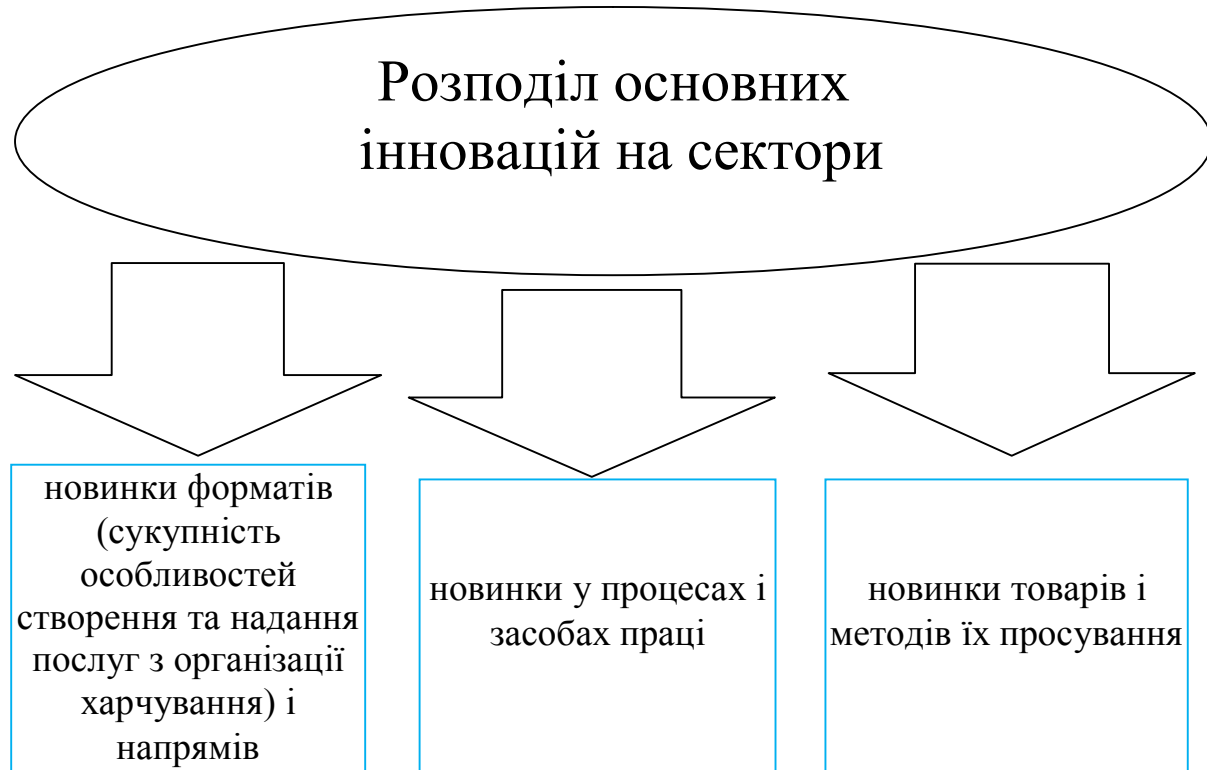 Розподіл основних
інновацій на сектори
новинки форматів
(сукупність
особливостей
створення та надання
послуг з організації
харчування) і
напрямів
новинки у процесах і
засобах праці
новинки товарів і
методів їх просування